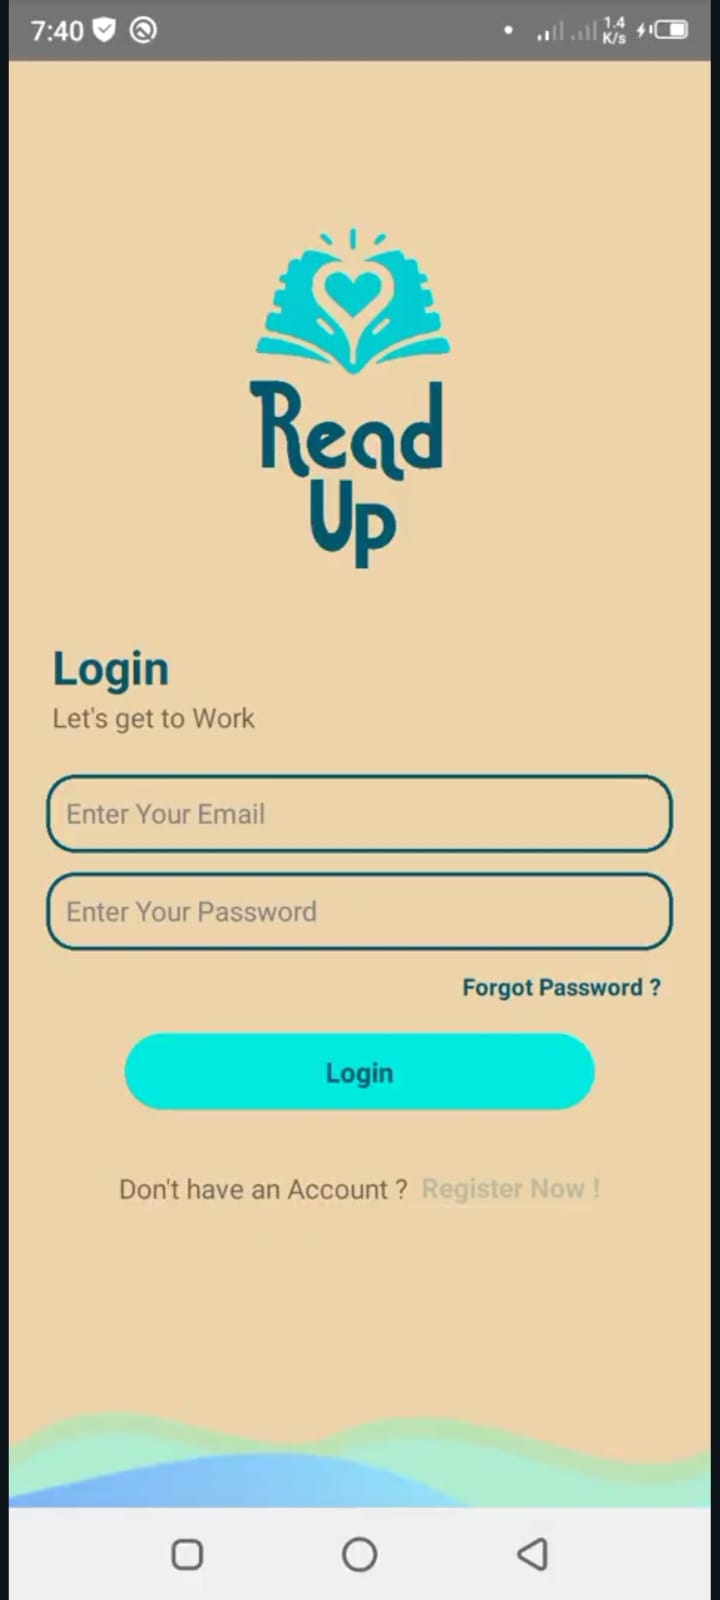 7:40
1.4
K/s
Read
Up
Login
Let's get to Work
Enter Your Email
Enter Your Password
Forgot Password ?
Login
Don't have an Account ? Register Now !